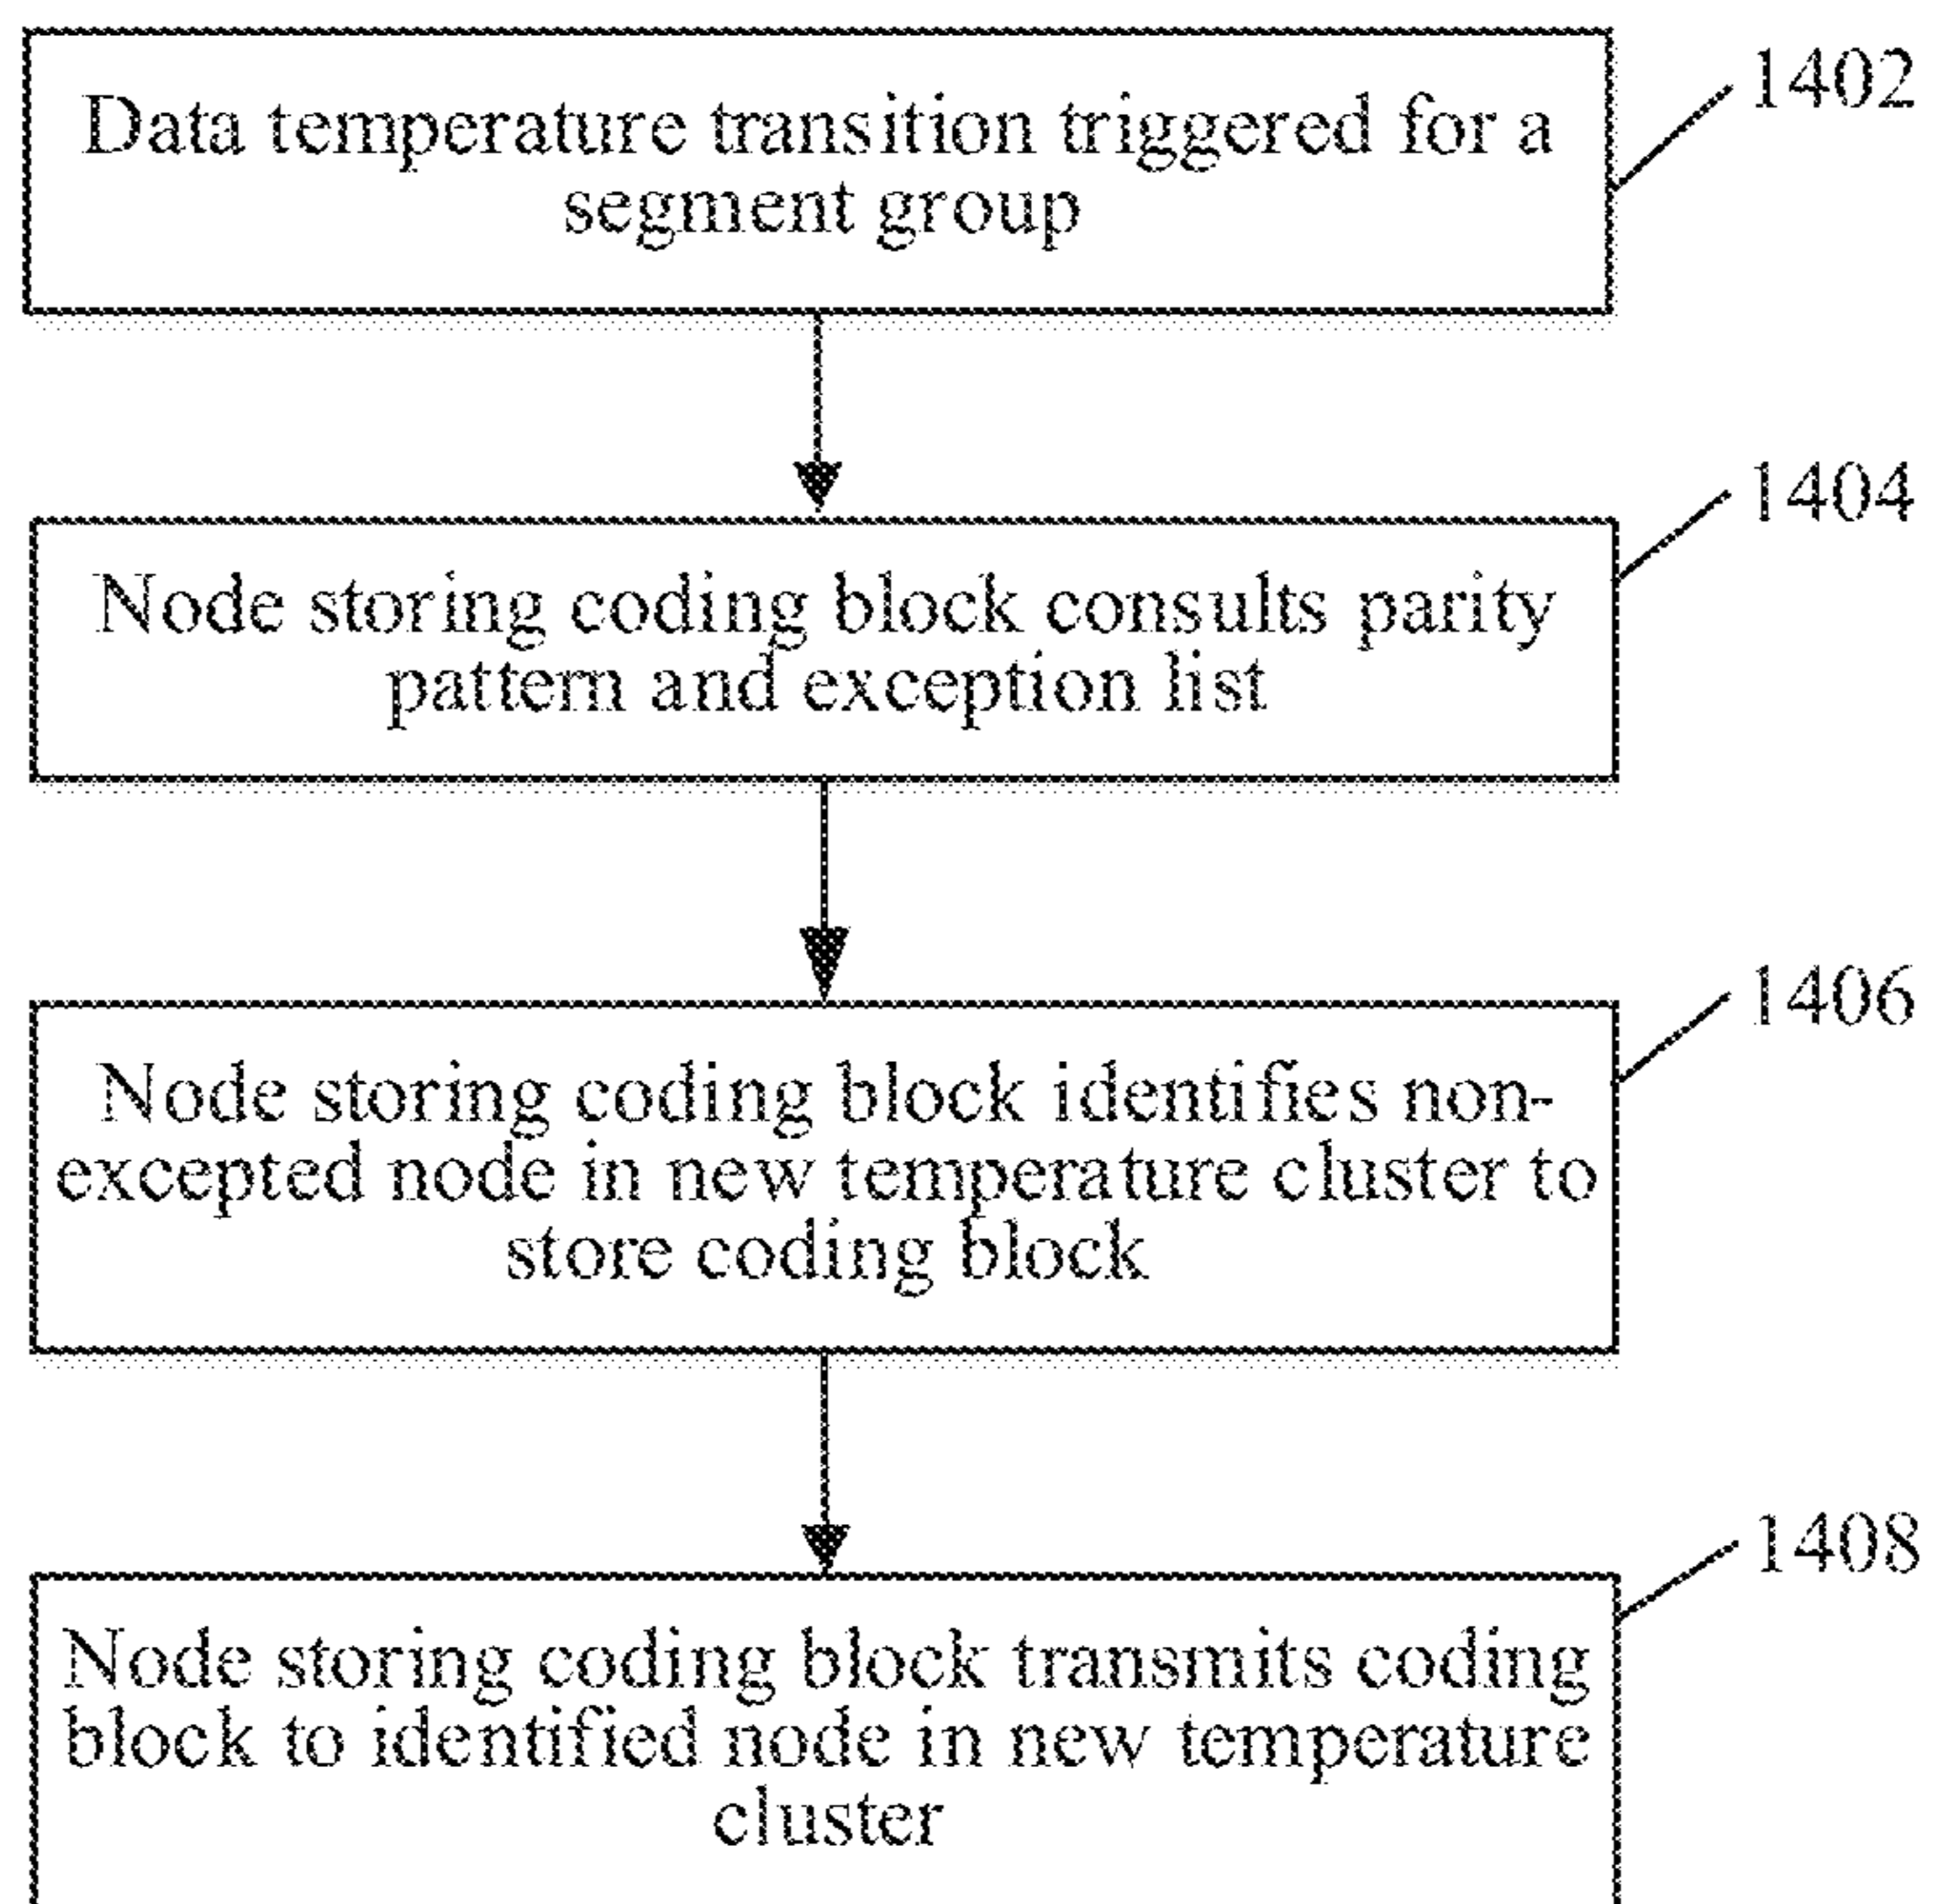 1402
Data temperature transition triggered for a
segment group
1404
Node storing coding block consults parity
pattern and exception list
1406
Node storing coding block identifies non-
excepted node in new temperature cluster to
store coding block
1408
Node storing coding block transmits coding
block to identified node in new temperature
cluster